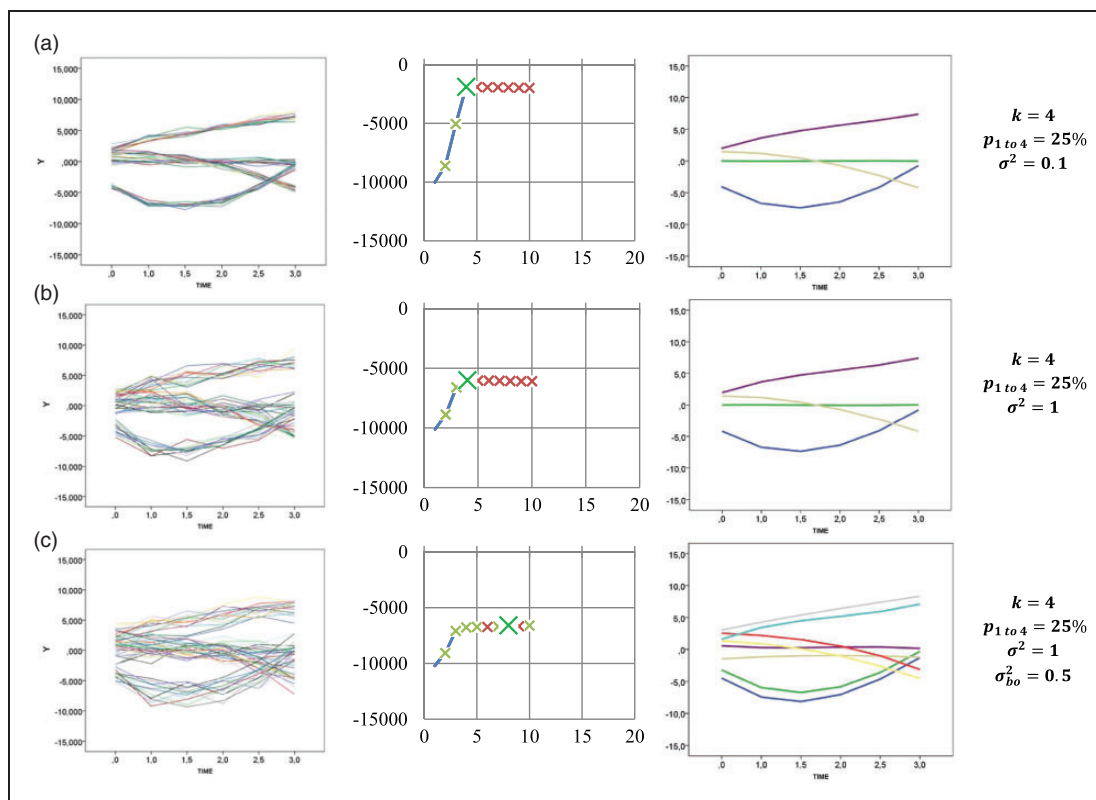 (a)
15,000
10,000
5,000
,000
-5,000
-10,000
-15,000
Y
,0 1,0 1,5 2,0 2,5 3,0
TIME
0
-5000
-10000
-15000
0 5 10 15 20
15,0
10,0
5,0
,0
-5,0
-10,0
-15,0
,0 1,0 1,5 2,0 2,5 3,0
TIME
k = 4
p1 to 4 = 25%
σ² = 0.1
(b)
15,000
10,000
5,000
,000
-5,000
-10,000
-15,000
Y
,0 1,0 1,5 2,0 2,5 3,0
TIME
0
-5000
-10000
-15000
0 5 10 15 20
15,0
10,0
5,0
,0
-5,0
-10,0
-15,0
,0 1,0 1,5 2,0 2,5 3,0
TIME
k = 4
p1 to 4 = 25%
σ² = 1
(c)
15,000
10,000
5,000
,000
-5,000
-10,000
-15,000
Y
,0 1,0 1,5 2,0 2,5 3,0
TIME
0
-5000
-10000
-15000
0 5 10 15 20
15,0
10,0
5,0
,0
-5,0
-10,0
-15,0
,0 1,0 1,5 2,0 2,5 3,0
TIME
k = 4
p1 to 4 = 25%
σ² = 1
σ²bo = 0.5